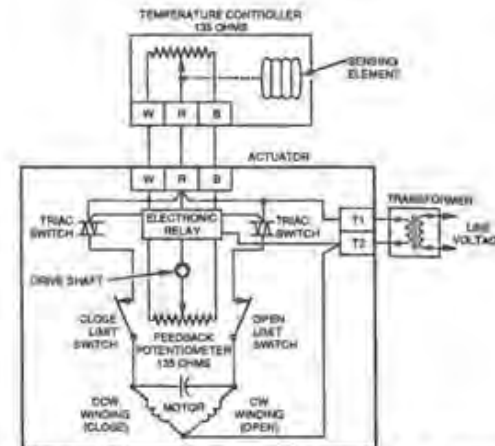 TEMPERATURE CONTROLLER
135 OHMS
SENSING
ELEMENT
W R B
ACTUATOR
W R B
TRIAC
SWITCH
ELECTRONIC
RELAY
TRIAC
SWITCH
T1
T2
TRANSFORMER
LINE
VOLTAGE
DRIVE SHAFT
CLOSE
LIMIT
SWITCH
FEEDBACK
POTENTIOMETER
135 OHMS
OPEN
LIMIT
SWITCH
CCW
WINDING
(CLOSE)
MOTOR
CW
WINDING
(OPEN)